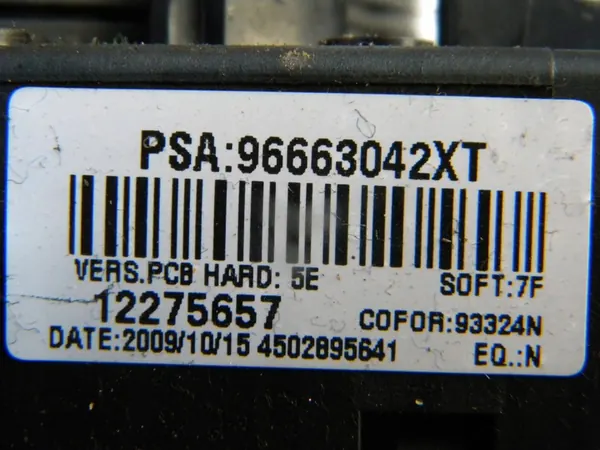 PSA:96663042XT
VERS.PCB HARD: 5E SOFT:7F
12275657 COFOR:93324N
DATE:2009/10/15 4502895641 EQ.:N